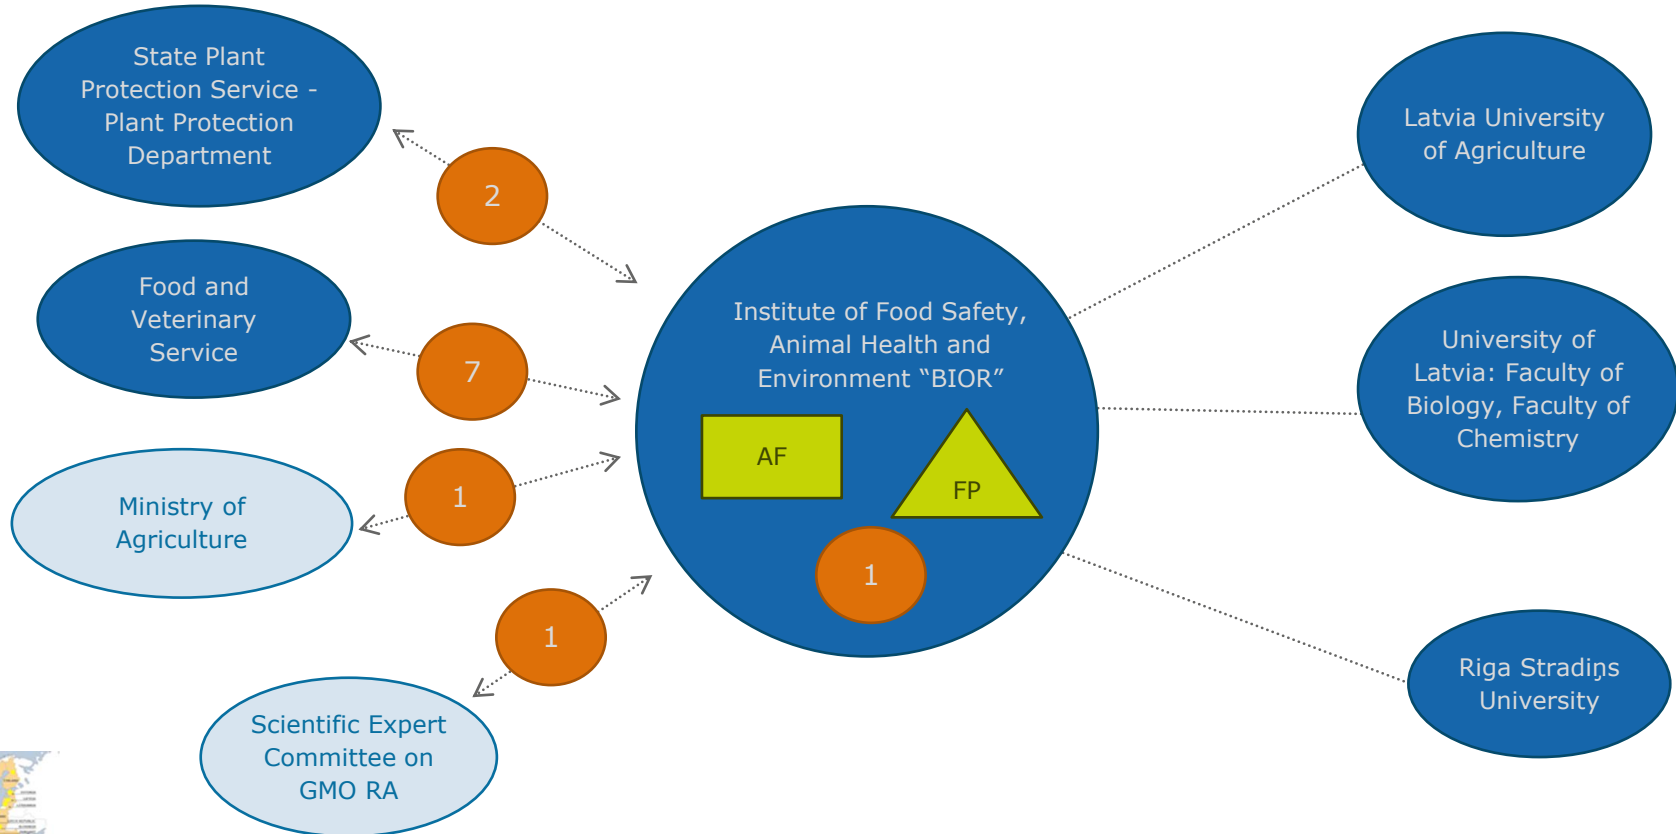 State Plant
Protection Service -
Plant Protection
Department
2
Food and
Veterinary
Service
7
Ministry of
Agriculture
1
Scientific Expert
Committee on
GMO RA
1
Institute of Food Safety,
Animal Health and
Environment “BIOR”
AF
FP
1
Latvia University
of Agriculture
University of
Latvia: Faculty of
Biology, Faculty of
Chemistry
Riga Stradiņs
University